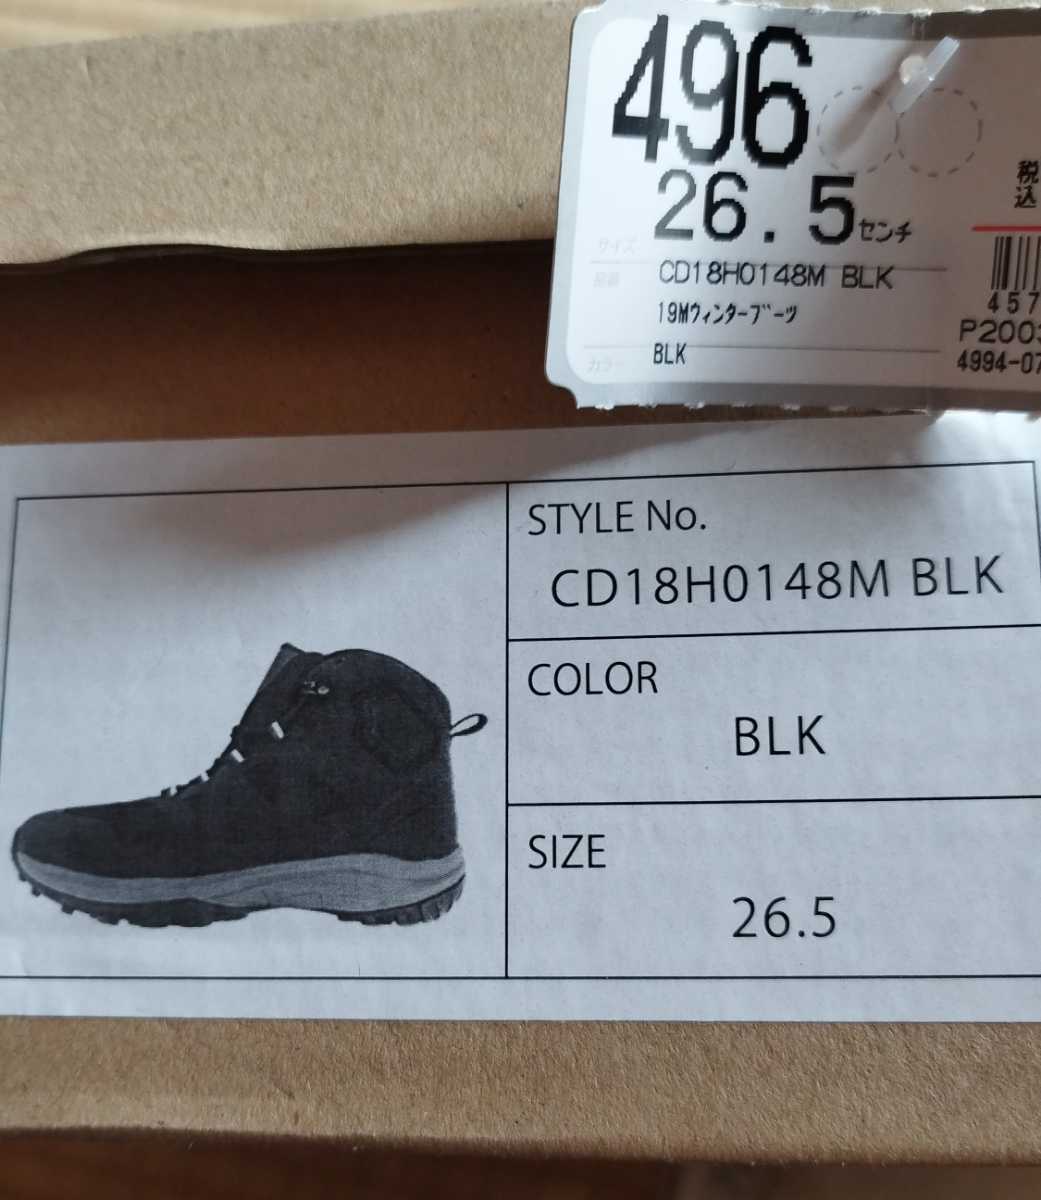 496
26.5センチ
サイズ
CD18H0148M BLK
19Mウィンターブーツ
カラー
BLK
税込
457
P2003
4994-07
STYLE No.
CD18H0148M BLK
COLOR
BLK
SIZE
26.5